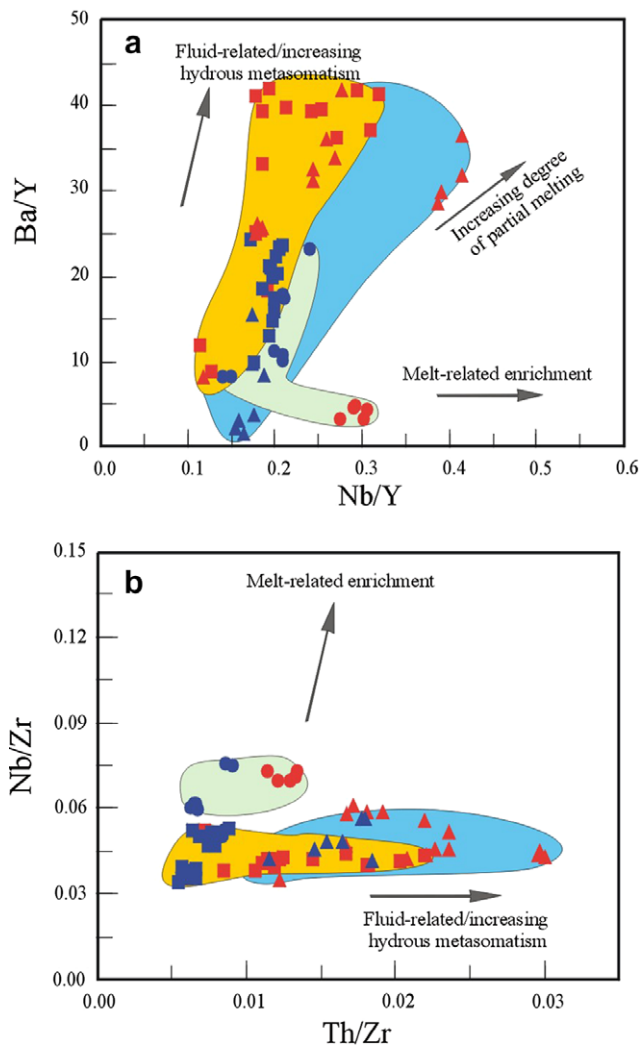 50
a
Fluid-related/increasing
hydrous metasomatism
40
30
Increasing degree
of partial melting
Ba/Y
20
10
Melt-related enrichment
0
0.0 0.1 0.2 0.3 0.4 0.5 0.6
Nb/Y
0.15
b
Melt-related enrichment
0.12
0.09
Nb/Zr
0.06
0.03
Fluid-related/increasing
hydrous metasomatism
0.00
0.00 0.01 0.02 0.03
Th/Zr